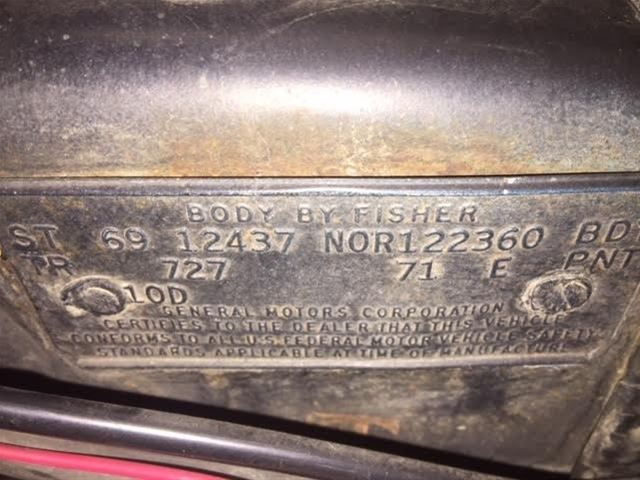 BODY BY FISHER
ST 69 12437 NOR122360 BD
TR 727 71 E PNT
10D
GENERAL MOTORS CORPORATION
CERTIFIES TO THE DEALER THAT THIS VEHICLE
CONFORMS TO ALL U.S. FEDERAL MOTOR VEHICLE SAFETY
STANDARDS APPLICABLE AT TIME OF MANUFACTURE